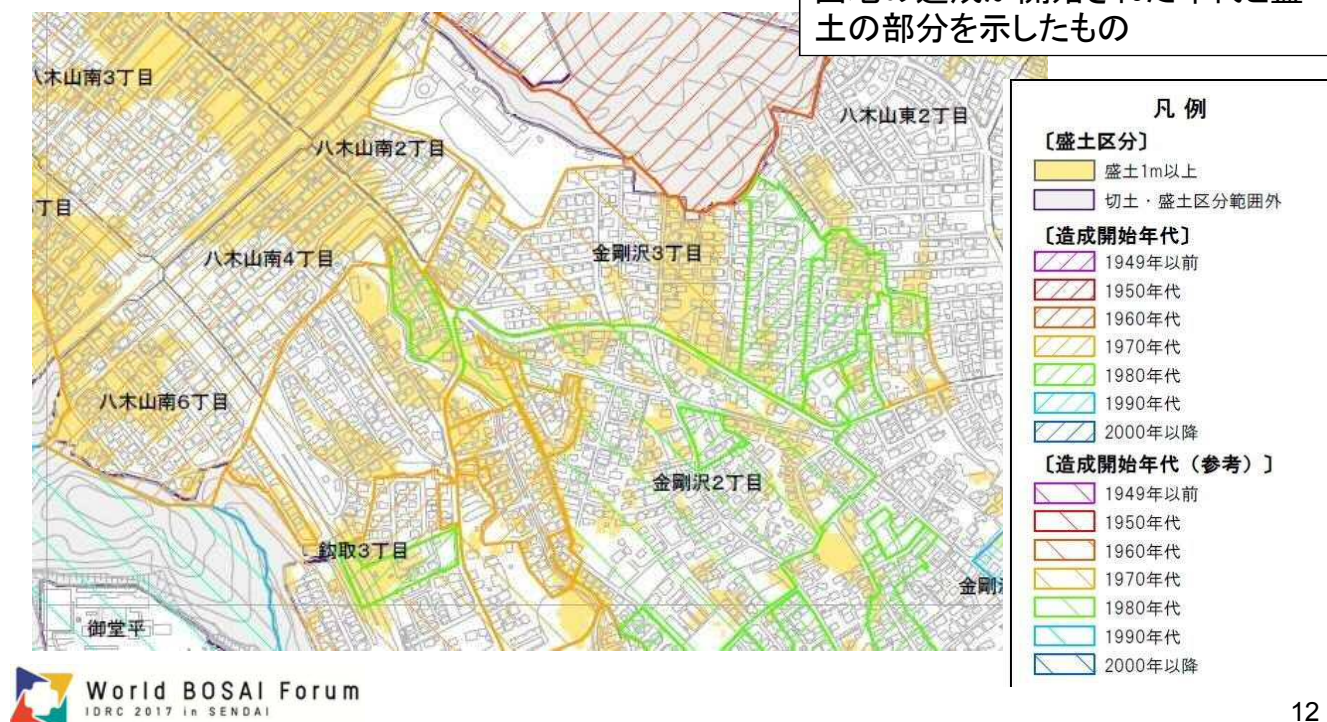 土の部分を示したもの
八木山南3丁目
八木山東2丁目
八木山南2丁目
丁目
金剛沢3丁目
八木山南4丁目
八木山南6丁目
金剛沢2丁目
鈎取3丁目
金剛
御堂平
凡 例
〔盛土区分〕
盛土1m以上
切土・盛土区分範囲外
〔造成開始年代〕
1949年以前
1950年代
1960年代
1970年代
1980年代
1990年代
2000年以降
〔造成開始年代（参考）〕
1949年以前
1950年代
1960年代
1970年代
1980年代
1990年代
2000年以降
World BOSAI Forum
IDRC 2017 in SENDAI
12